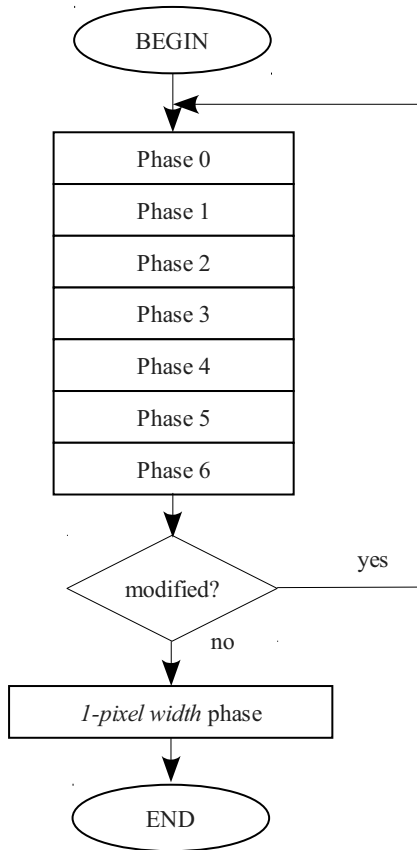 BEGIN
Phase 0
Phase 1
Phase 2
Phase 3
Phase 4
Phase 5
Phase 6
modified?
yes
no
1-pixel width phase
END